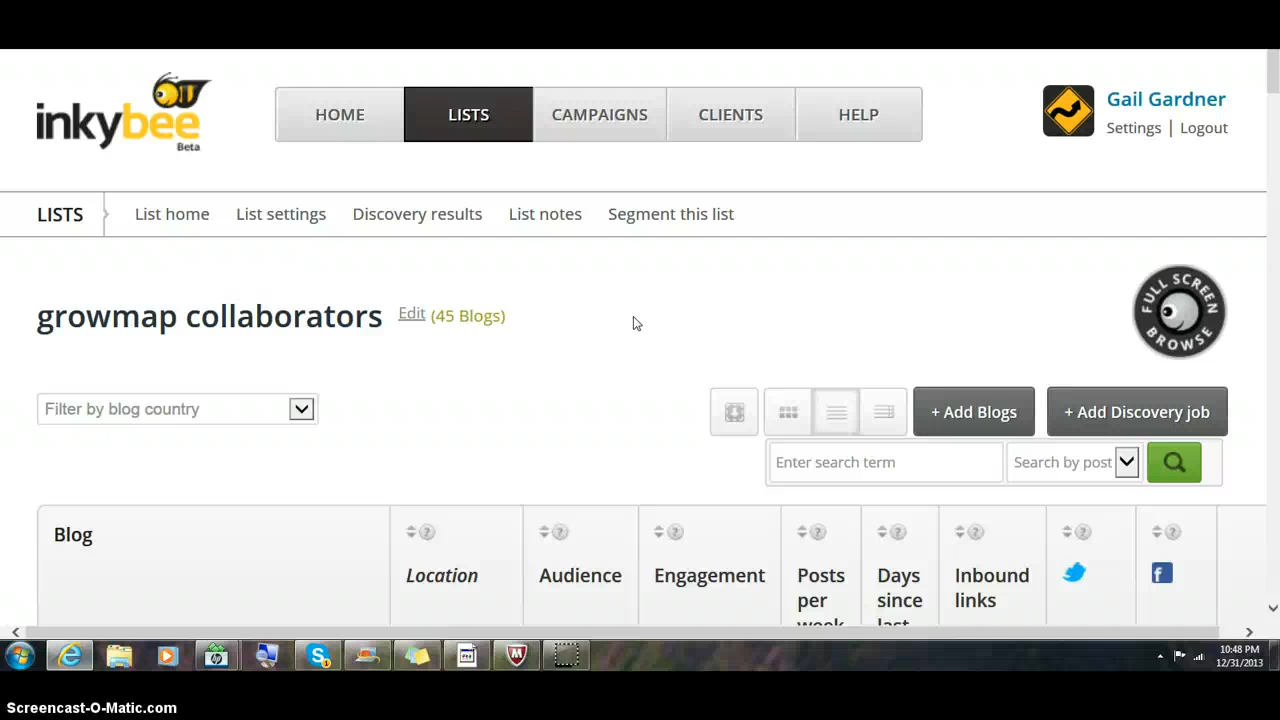 inkybee
Beta
HOME
LISTS
CAMPAIGNS
CLIENTS
HELP
Gail Gardner
Settings | Logout
LISTS
List home
List settings
Discovery results
List notes
Segment this list
growmap collaborators
Edit
(45 Blogs)
FULL SCREEN
BROWSE
Filter by blog country
+ Add Blogs
+ Add Discovery job
Enter search term
Search by post
Blog
Location
Audience
Engagement
Posts
per
week
Days
since
last
Inbound
links
10:48 PM
12/31/2013
Screencast-O-Matic.com